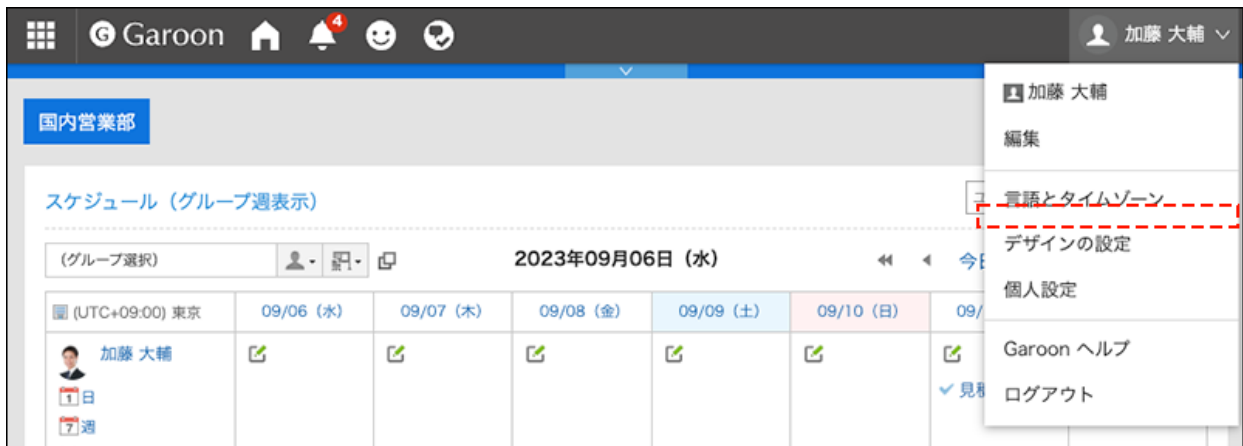 Garoon 4 加藤 大輔
加藤 大輔
編集
国内営業部
言語とタイムゾーン
デザインの設定
個人設定
Garoon ヘルプ
ログアウト
スケジュール（グループ週表示）
(グループ選択) 2023年09月06日（水）
(UTC+09:00) 東京 09/06（水） 09/07（木） 09/08（金） 09/09（土） 09/10（日） 09/
加藤 大輔
1 日
7 週